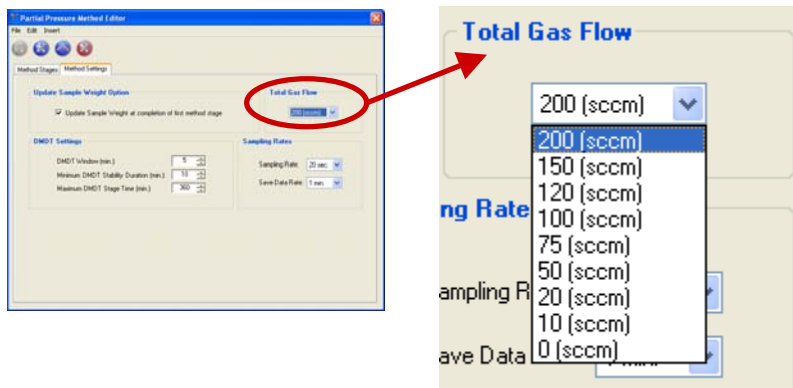 Partial Pressure Method Editor
File Edit Insert
Method Stages Method Settings
Update Sample Weight Option
Update Sample Weight at completion of first method stage
Total Gas Flow
200 (sccm)
DMDT Settings
DMDT Window (min.) 5
Minimum DMDT Stability Duration (min.) 10
Maximum DMDT Stage Time (min.) 360
Sampling Rates
Sampling Rate 20 sec.
Save Data Rate 1 min.
Total Gas Flow
200 (sccm)
200 (sccm)
150 (sccm)
120 (sccm)
100 (sccm)
75 (sccm)
50 (sccm)
20 (sccm)
10 (sccm)
0 (sccm)
ng Rate
ampling R
ave Data